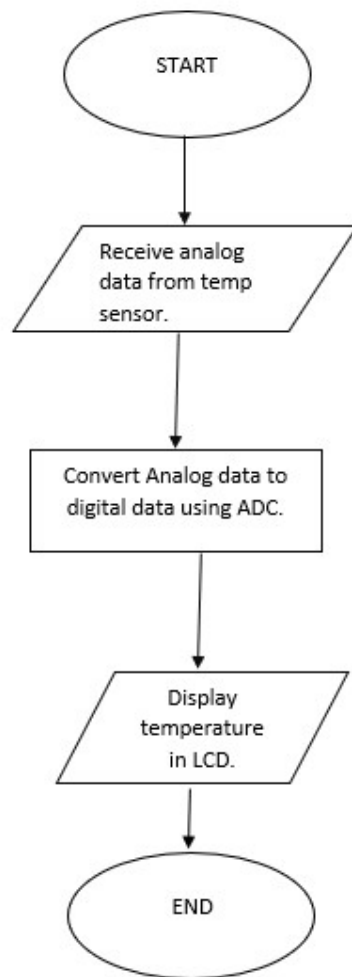 START
Receive analog
data from temp
sensor.
Convert Analog data to
digital data using ADC.
Display
temperature
in LCD.
END